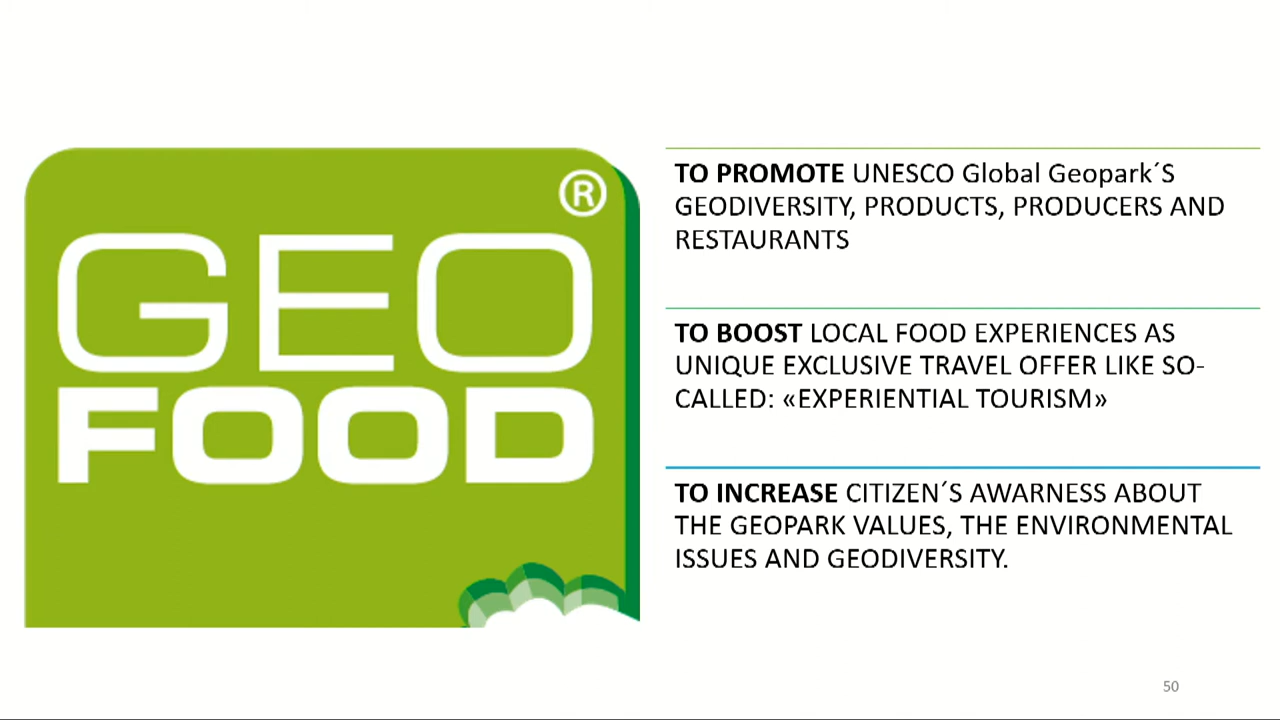 ®
GEO
FOOD
TO PROMOTE UNESCO Global Geopark´S
GEODIVERSITY, PRODUCTS, PRODUCERS AND
RESTAURANTS
TO BOOST LOCAL FOOD EXPERIENCES AS
UNIQUE EXCLUSIVE TRAVEL OFFER LIKE SO-
CALLED: «EXPERIENTIAL TOURISM»
TO INCREASE CITIZEN´S AWARNESS ABOUT
THE GEOPARK VALUES, THE ENVIRONMENTAL
ISSUES AND GEODIVERSITY.
50